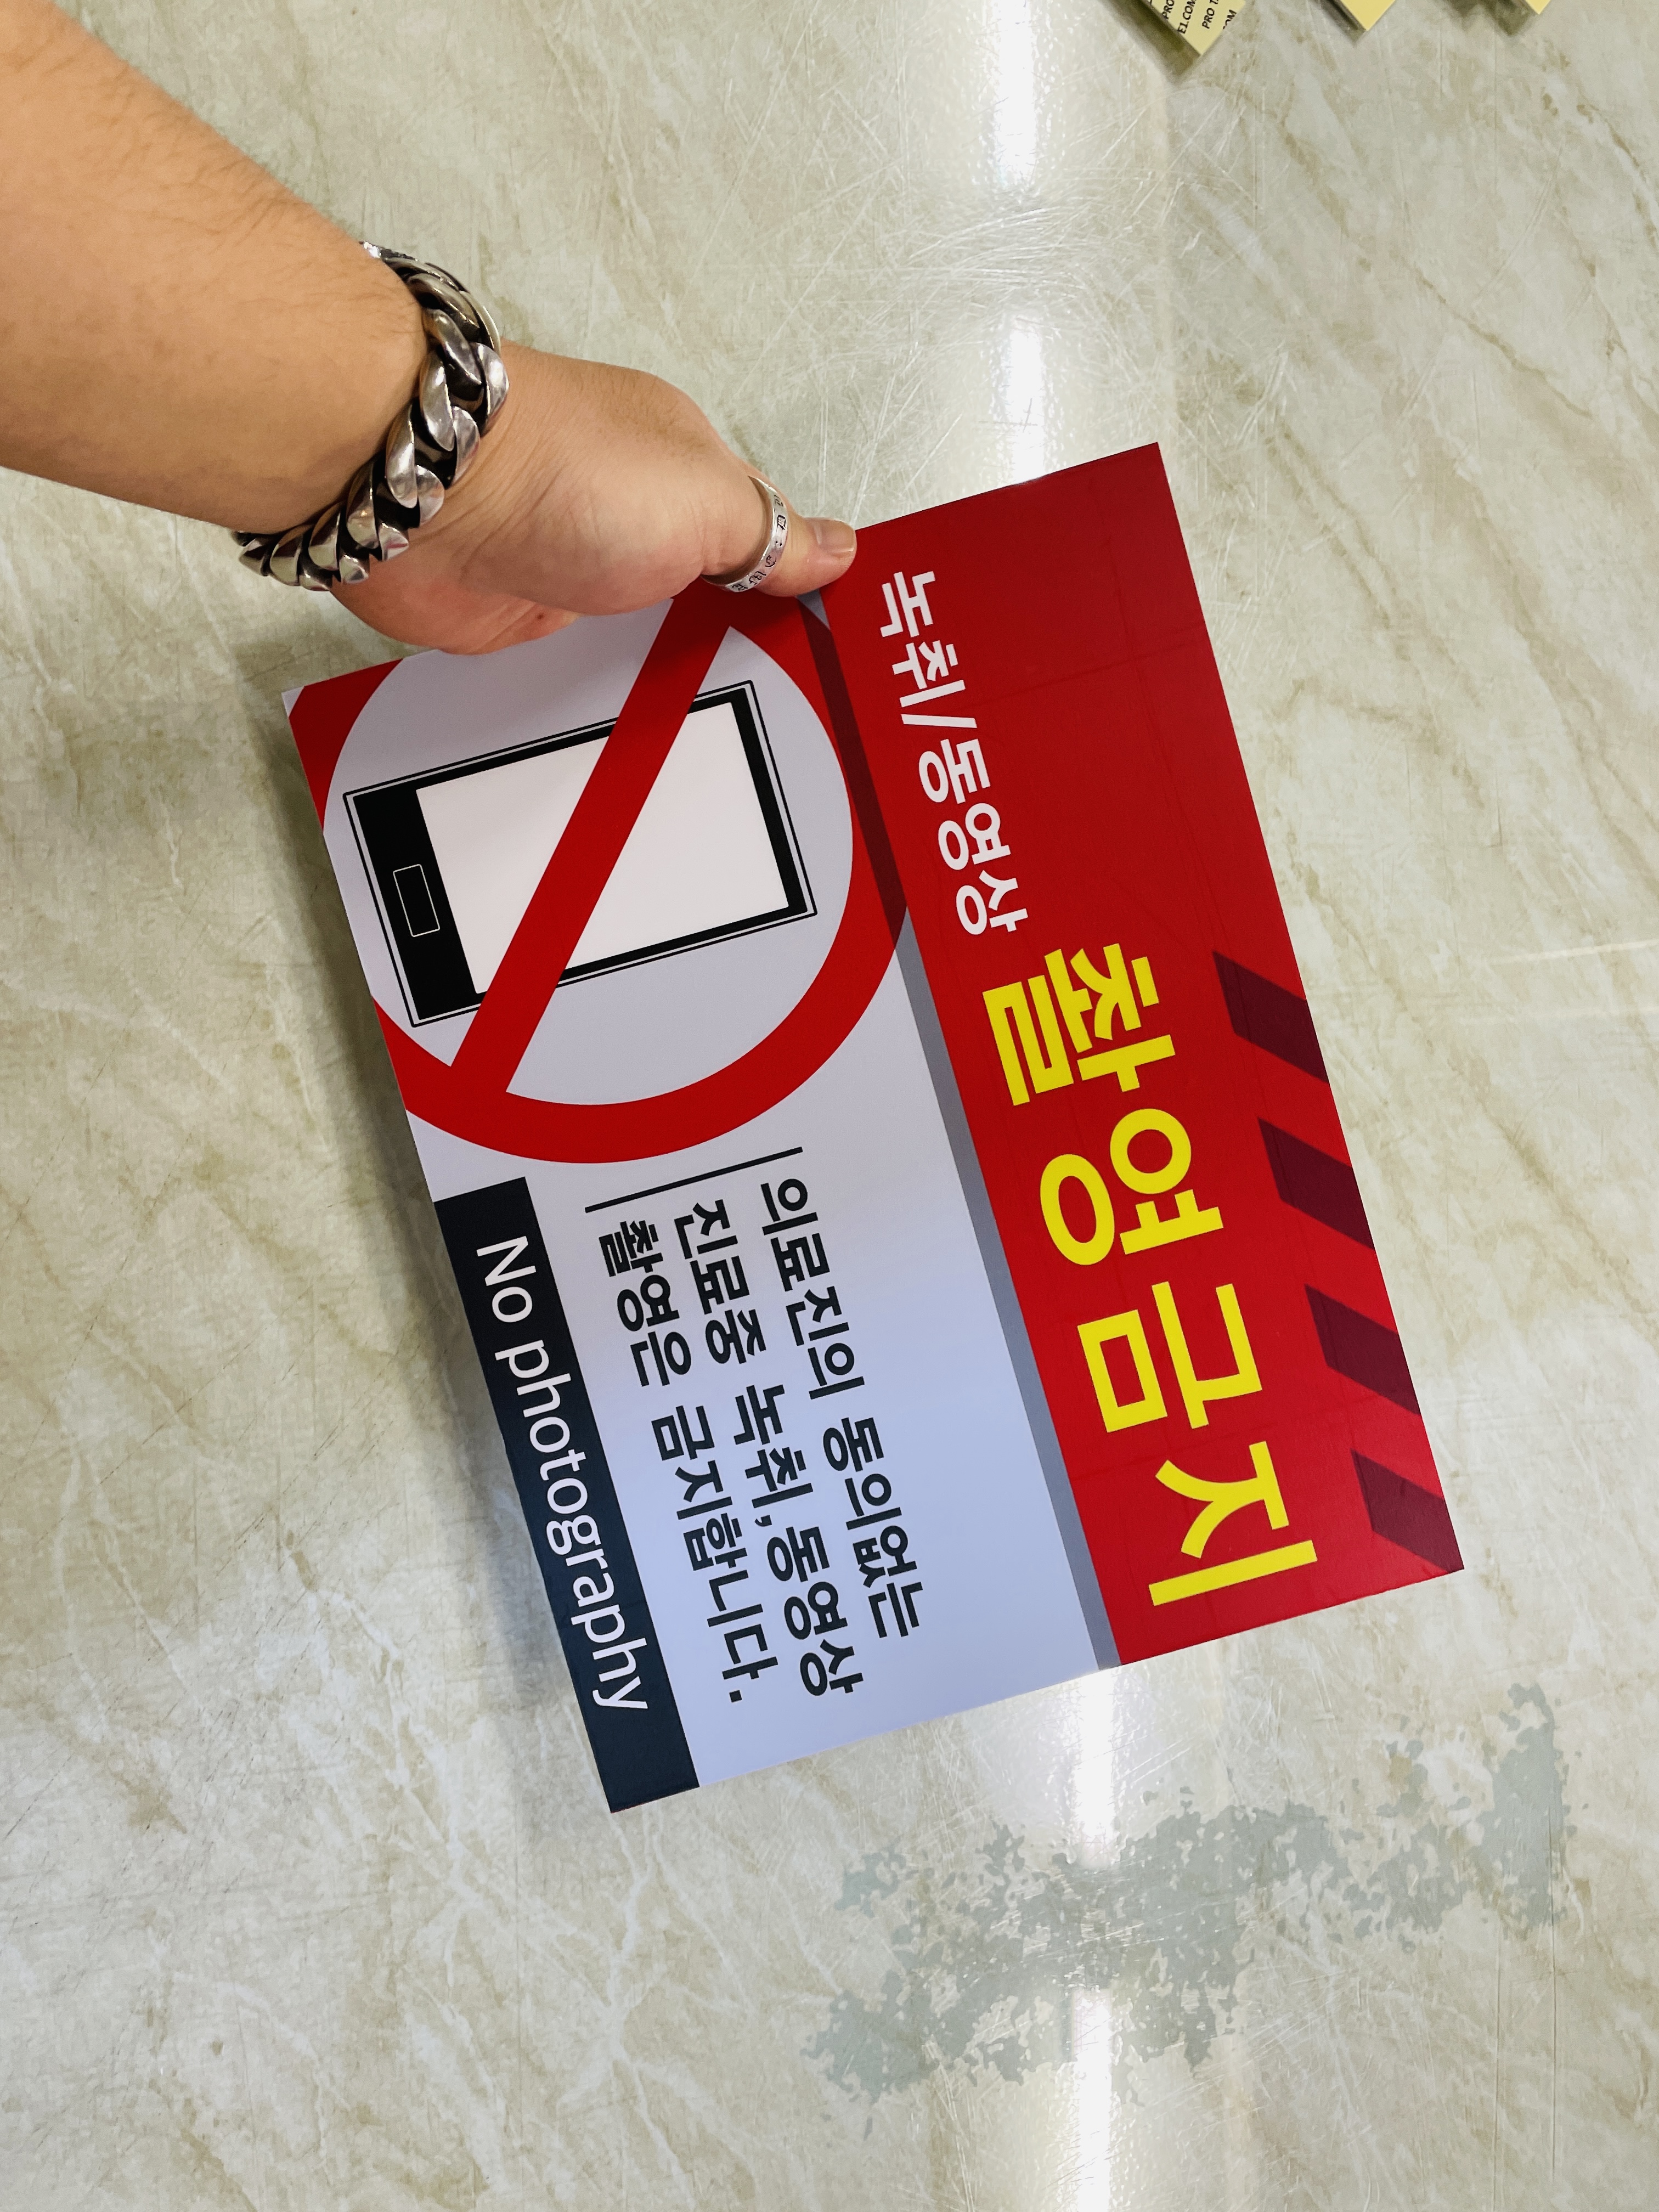 녹취/동영상
촬영금지
의료진의 동의없는
진료중 녹취,동영상
촬영은 금지합니다.
No photography